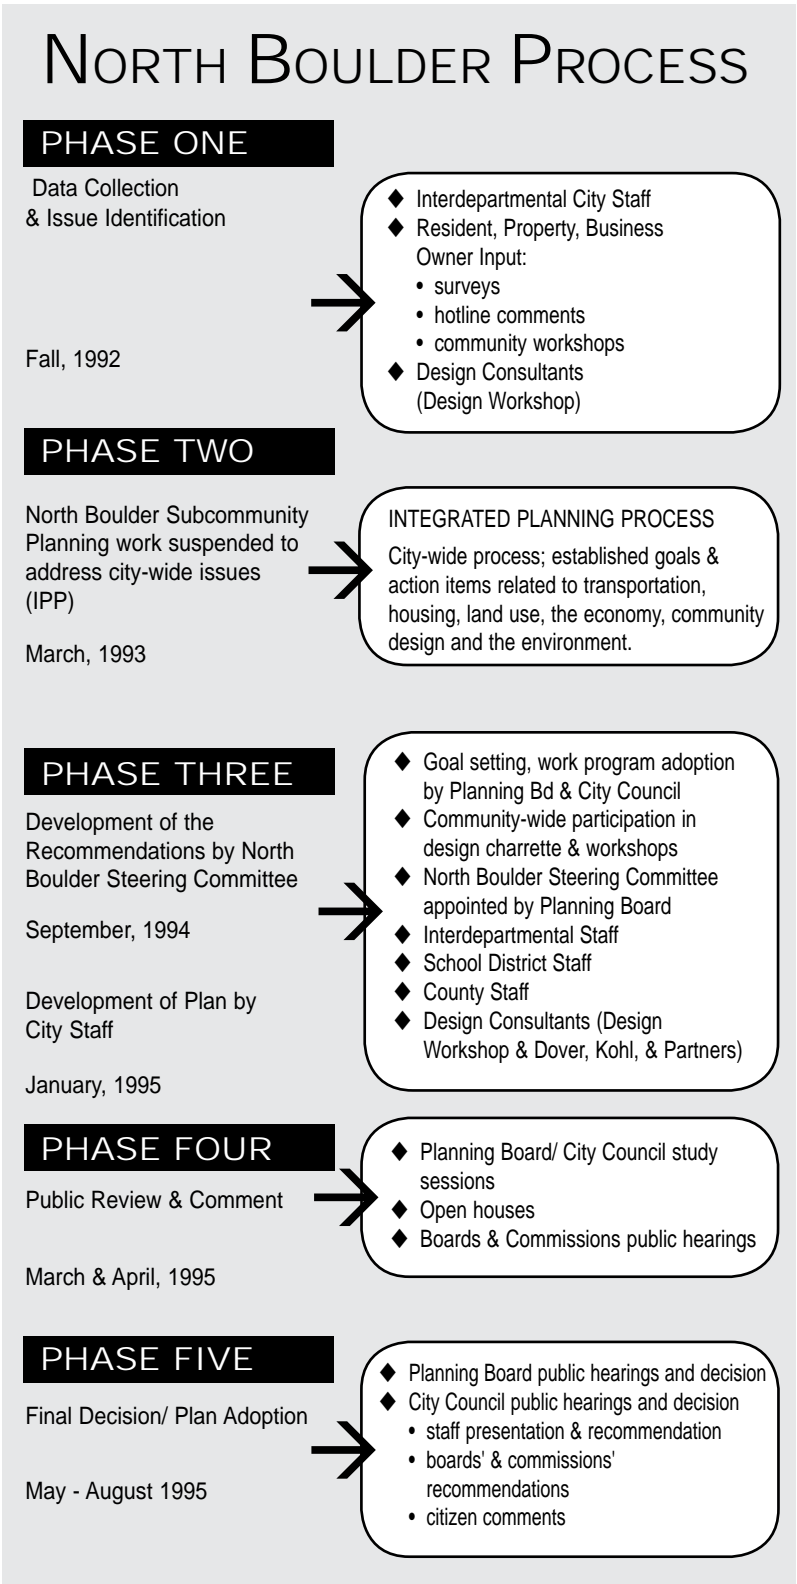 NORTH BOULDER PROCESS
PHASE ONE
Data Collection
& Issue Identification
Fall, 1992
♦ Interdepartmental City Staff
♦ Resident, Property, Business
Owner Input:
• surveys
• hotline comments
• community workshops
♦ Design Consultants
(Design Workshop)
PHASE TWO
North Boulder Subcommunity
Planning work suspended to
address city-wide issues
(IPP)
March, 1993
INTEGRATED PLANNING PROCESS
City-wide process; established goals &
action items related to transportation,
housing, land use, the economy, community
design and the environment.
PHASE THREE
Development of the
Recommendations by North
Boulder Steering Committee
September, 1994
Development of Plan by
City Staff
January, 1995
♦ Goal setting, work program adoption
by Planning Bd & City Council
♦ Community-wide participation in
design charrette & workshops
♦ North Boulder Steering Committee
appointed by Planning Board
♦ Interdepartmental Staff
♦ School District Staff
♦ County Staff
♦ Design Consultants (Design
Workshop & Dover, Kohl, & Partners)
PHASE FOUR
Public Review & Comment
March & April, 1995
♦ Planning Board/ City Council study
sessions
♦ Open houses
♦ Boards & Commissions public hearings
PHASE FIVE
Final Decision/ Plan Adoption
May - August 1995
♦ Planning Board public hearings and decision
♦ City Council public hearings and decision
• staff presentation & recommendation
• boards' & commissions'
recommendations
• citizen comments